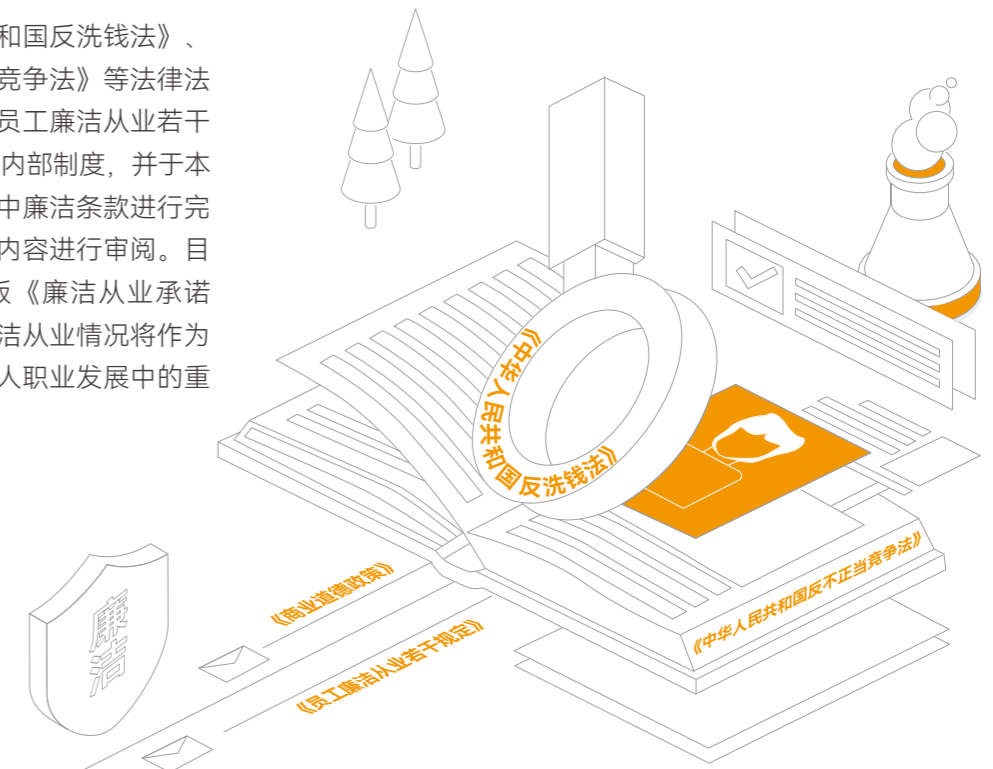 和国反洗钱法》、
竞争法》等法律法
员工廉洁从业若干
内部制度，并于本
中廉洁条款进行完
内容进行审阅。目
版《廉洁从业承诺
洁从业情况将作为
人职业发展中的重
《中华人民共和国反洗钱法》
《中华人民共和国反不正当竞争法》
《商业道德政策》
《员工廉洁从业若干规定》
廉洁